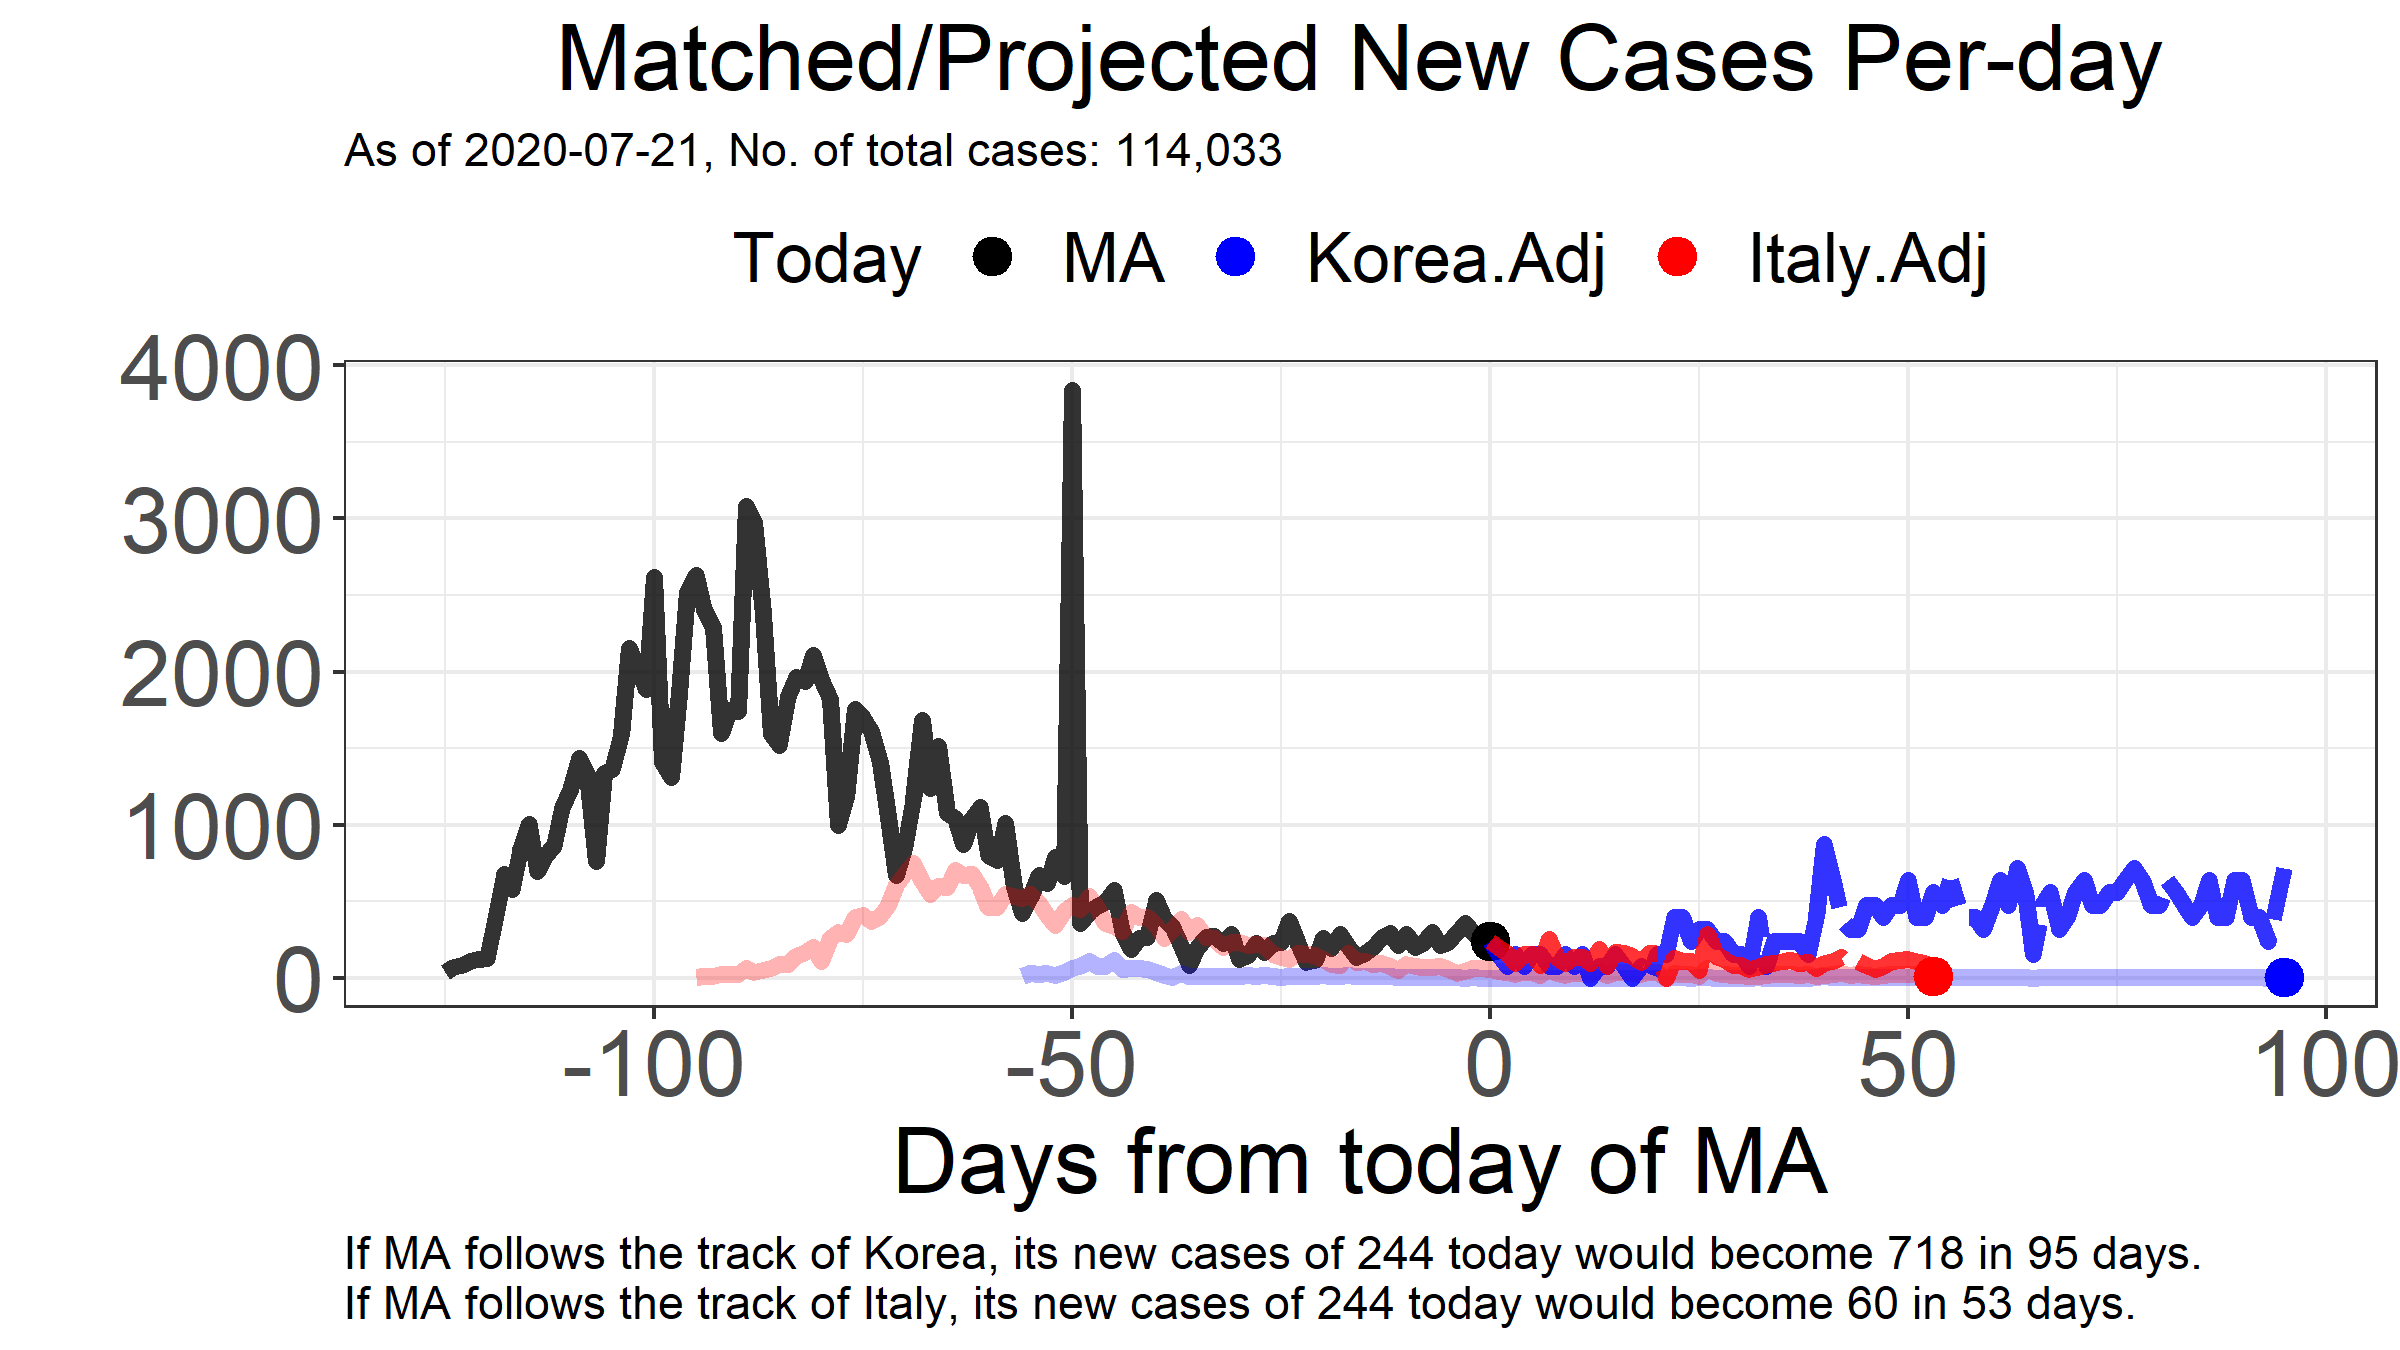 Matched/Projected New Cases Per-day
As of 2020-07-21, No. of total cases: 114,033
Today MA Korea.Adj Italy.Adj
4000
3000
2000
1000
0
-100 -50 0 50 100
Days from today of MA
If MA follows the track of Korea, its new cases of 244 today would become 718 in 95 days.
If MA follows the track of Italy, its new cases of 244 today would become 60 in 53 days.